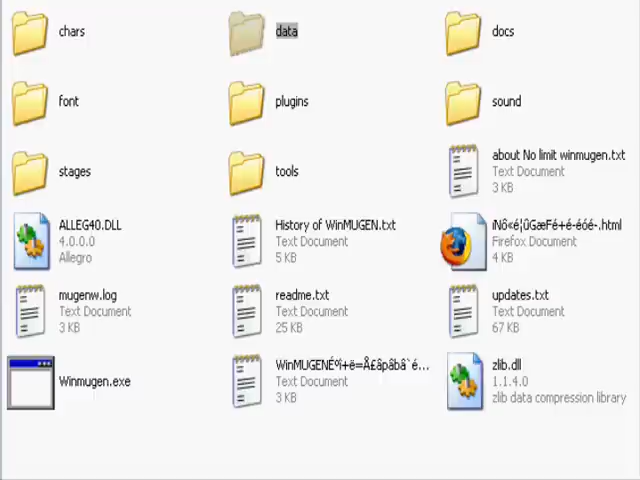 chars
data
docs
font
plugins
sound
stages
tools
about No limit winmugen.txt
Text Document
3 KB
ALLEG40.DLL
4.0.0.0
Allegro
History of WinMUGEN.txt
Text Document
5 KB
Firefox Document
4 KB
mugenw.log
Text Document
3 KB
readme.txt
Text Document
25 KB
updates.txt
Text Document
67 KB
Winmugen.exe
Text Document
3 KB
zlib.dll
1.1.4.0
zlib data compression library